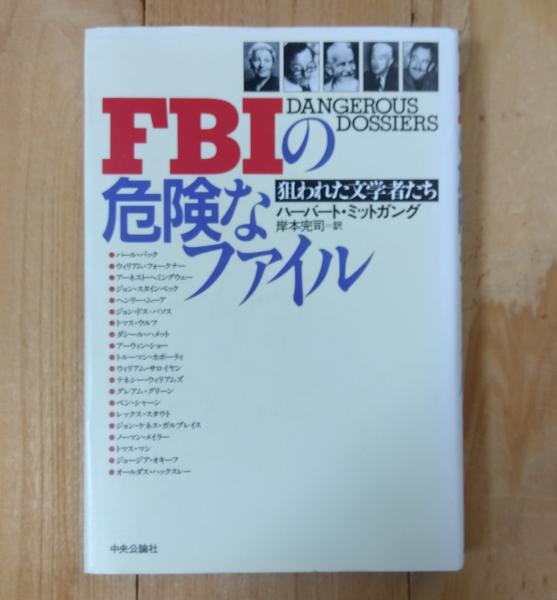 DANGEROUS
DOSSIERS
FBIの
危険な
ファイル
狙われた文学者たち
ハーバート・ミットガング
岸本完司=訳
●パール・バック
●ウィリアム・フォークナー
●アーネスト・ヘミングウェー
●ジョン・スタインベック
●ヘンリー・ムーア
●ジョン・ドス=パソス
●トマス・ウルフ
●ダシール・ハメット
●アーウィン・ショー
●トルーマン・カポーティ
●ウィリアム・サロイヤン
●テネシー・ウィリアムズ
●グレアム・グリーン
●ベン・シャーン
●レックス・スタウト
●ジョン・ケネス・ガルブレイス
●ノーマン・メイラー
●トマス・マン
●ジョージア・オキーフ
●オールダス・ハックスレー
中央公論社